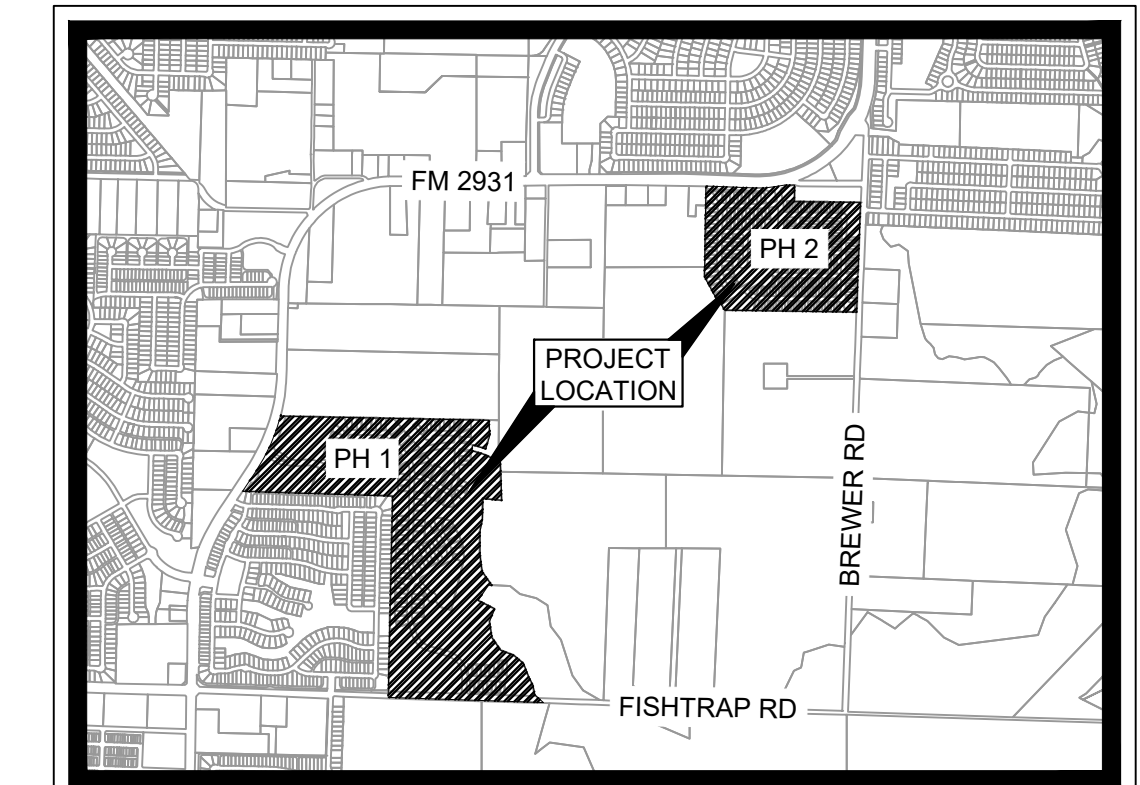 FM 2931
PH 2
PROJECT
LOCATION
PH 1
BREWER RD
FISHTRAP RD